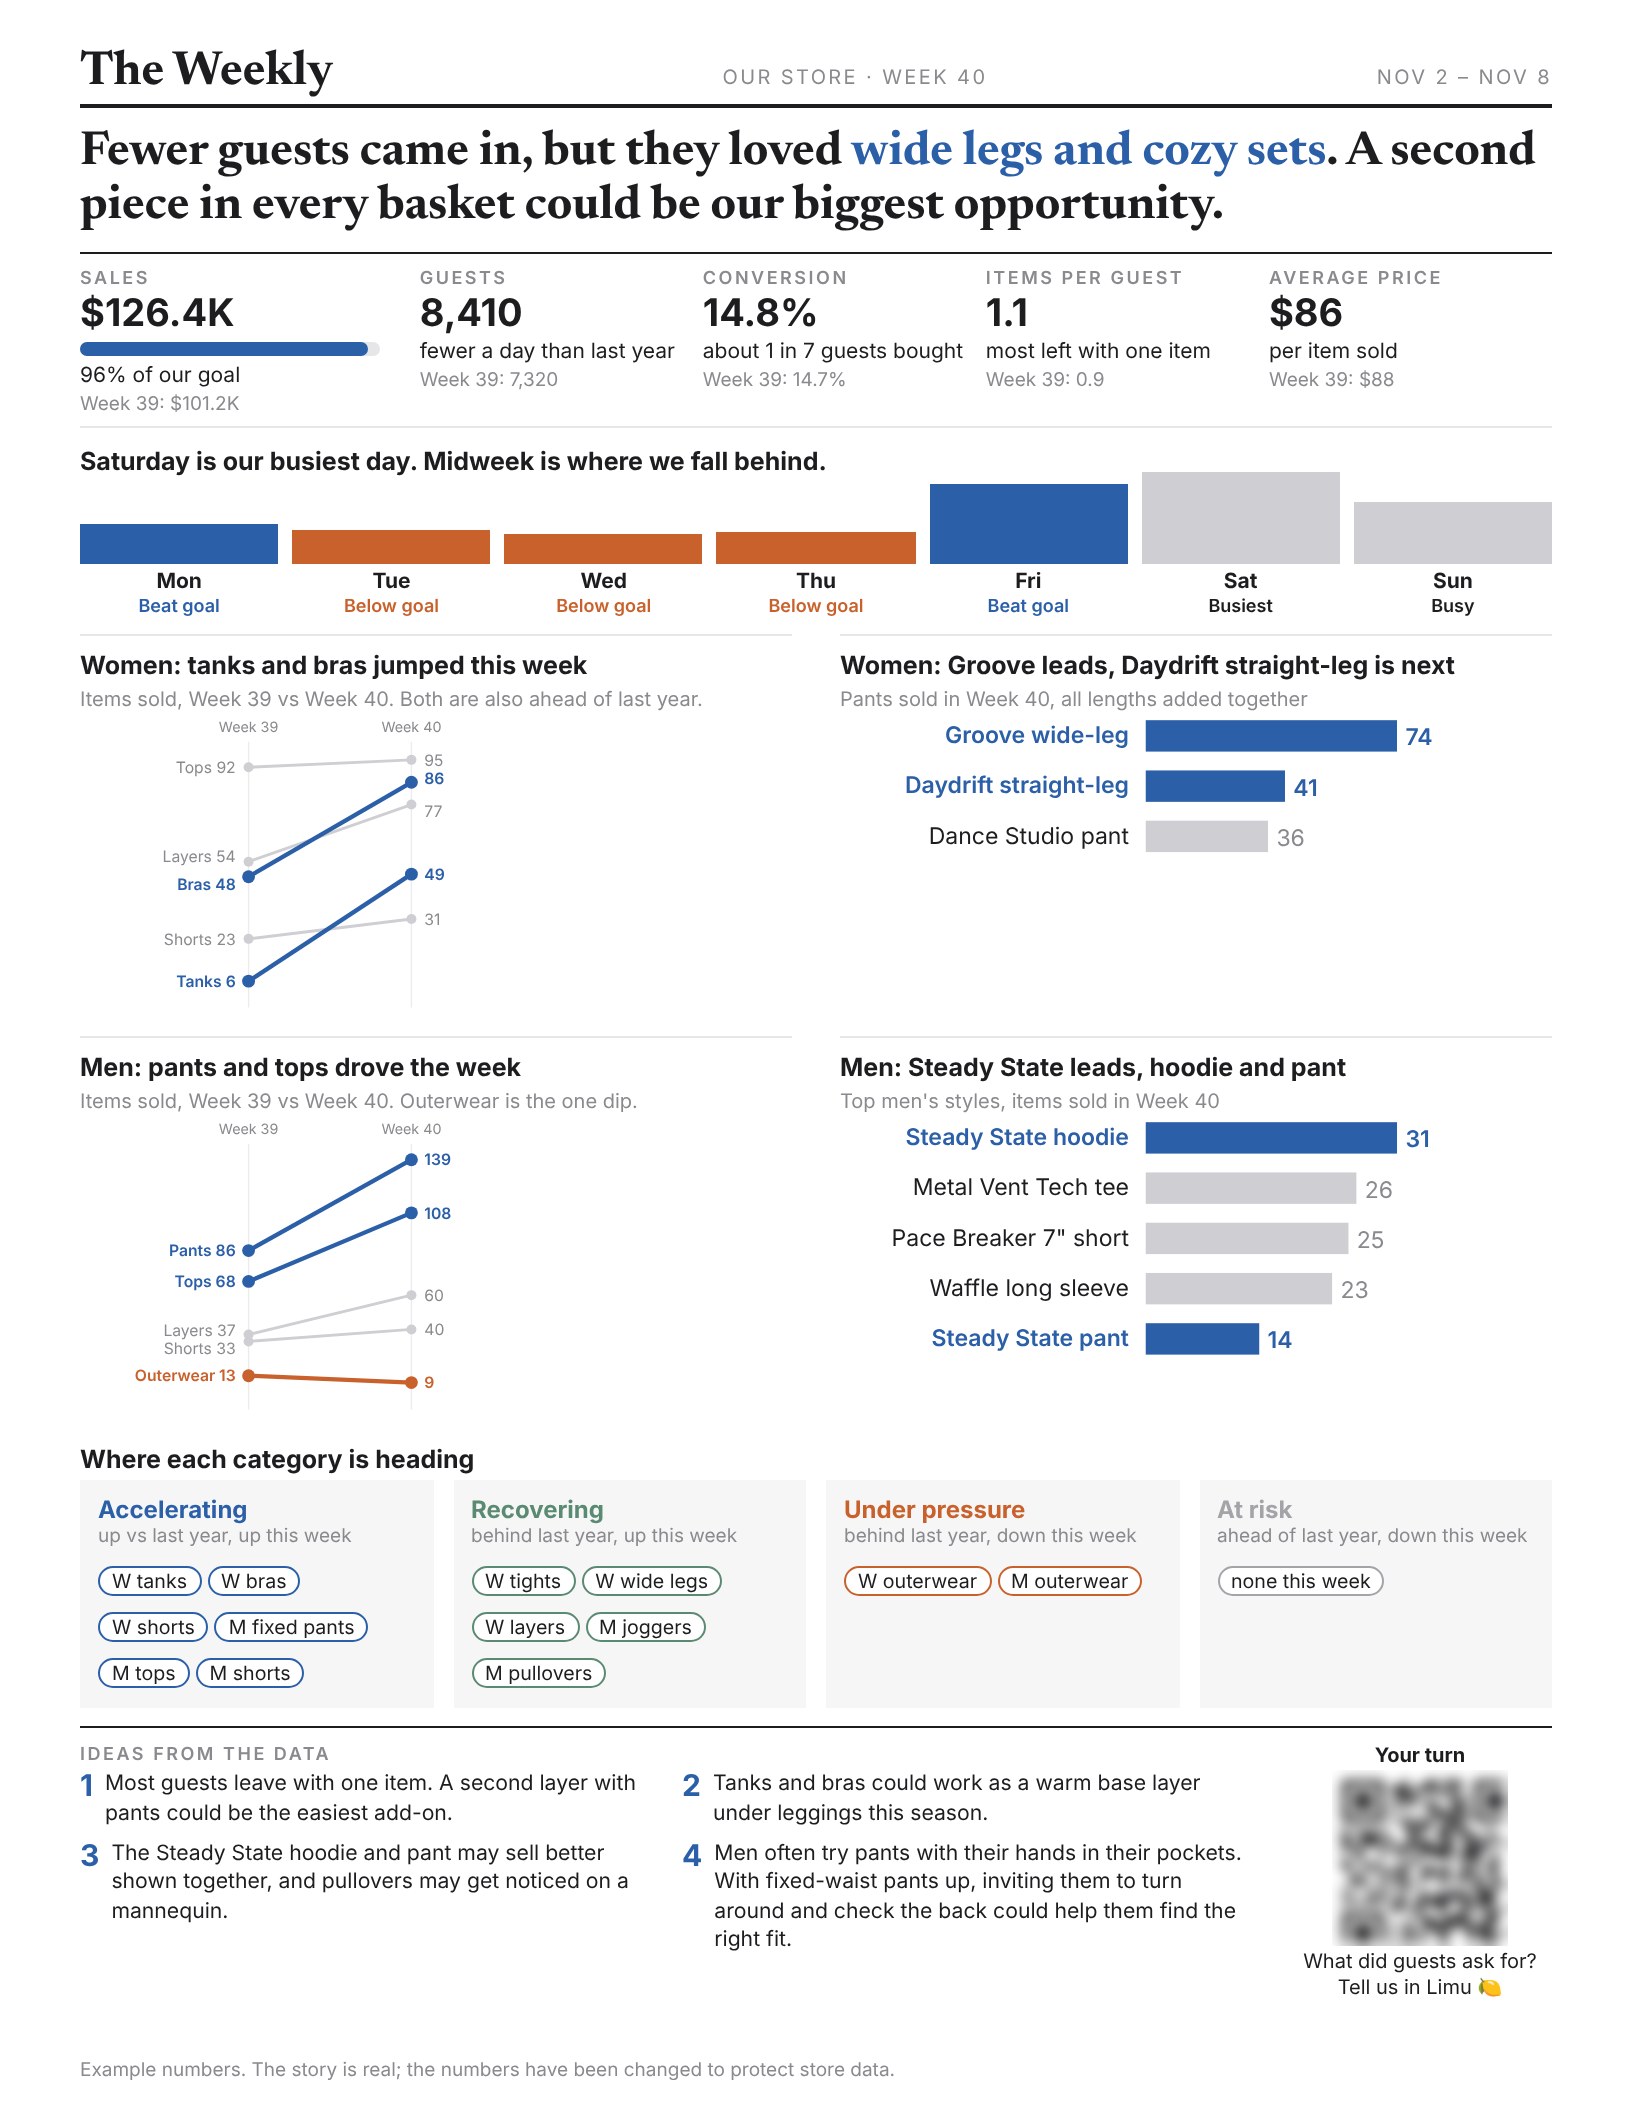 The Weekly
OUR STORE · WEEK 40
NOV 2 – NOV 8
Fewer guests came in, but they loved wide legs and cozy sets. A second
piece in every basket could be our biggest opportunity.
SALES
$126.4K
96% of our goal
Week 39: $101.2K
GUESTS
8,410
fewer a day than last year
Week 39: 7,320
CONVERSION
14.8%
about 1 in 7 guests bought
Week 39: 14.7%
ITEMS PER GUEST
1.1
most left with one item
Week 39: 0.9
AVERAGE PRICE
$86
per item sold
Week 39: $88
Saturday is our busiest day. Midweek is where we fall behind.
Mon
Beat goal
Tue
Below goal
Wed
Below goal
Thu
Below goal
Fri
Beat goal
Sat
Busiest
Sun
Busy
Women: tanks and bras jumped this week
Items sold, Week 39 vs Week 40. Both are also ahead of last year.
Week 39
Week 40
Tops 92
95
86
77
Layers 54
Bras 48
49
Shorts 23
31
Tanks 6
Women: Groove leads, Daydrift straight-leg is next
Pants sold in Week 40, all lengths added together
Groove wide-leg 74
Daydrift straight-leg 41
Dance Studio pant 36
Men: pants and tops drove the week
Items sold, Week 39 vs Week 40. Outerwear is the one dip.
Week 39
Week 40
139
108
Pants 86
Tops 68
60
Layers 37
40
Shorts 33
Outerwear 13
9
Men: Steady State leads, hoodie and pant
Top men's styles, items sold in Week 40
Steady State hoodie 31
Metal Vent Tech tee 26
Pace Breaker 7" short 25
Waffle long sleeve 23
Steady State pant 14
Where each category is heading
Accelerating
up vs last year, up this week
W tanks
W bras
W shorts
M fixed pants
M tops
M shorts
Recovering
behind last year, up this week
W tights
W wide legs
W layers
M joggers
M pullovers
Under pressure
behind last year, down this week
W outerwear
M outerwear
At risk
ahead of last year, down this week
none this week
IDEAS FROM THE DATA
1 Most guests leave with one item. A second layer with
pants could be the easiest add-on.
2 Tanks and bras could work as a warm base layer
under leggings this season.
3 The Steady State hoodie and pant may sell better
shown together, and pullovers may get noticed on a
mannequin.
4 Men often try pants with their hands in their pockets.
With fixed-waist pants up, inviting them to turn
around and check the back could help them find the
right fit.
Your turn
What did guests ask for?
Tell us in Limu 🍋
Example numbers. The story is real; the numbers have been changed to protect store data.